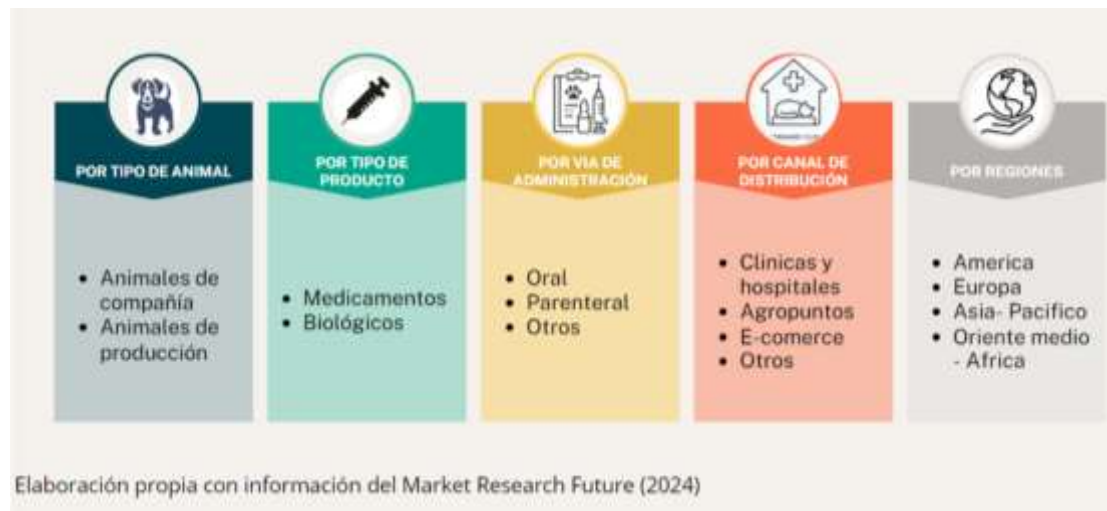 POR TIPO DE ANIMAL
• Animales de
compañía
• Animales de
producción
POR TIPO DE
PRODUCTO
• Medicamentos
• Biológicos
POR VIA DE
ADMINISTRACIÓN
• Oral
• Parenteral
• Otros
POR CANAL DE
DISTRIBUCIÓN
• Clinicas y
hospitales
• Agropuntos
• E-comerce
• Otros
POR REGIONES
• America
• Europa
• Asia- Pacifico
• Oriente medio
- Africa
Elaboración propia con información del Market Research Future (2024)